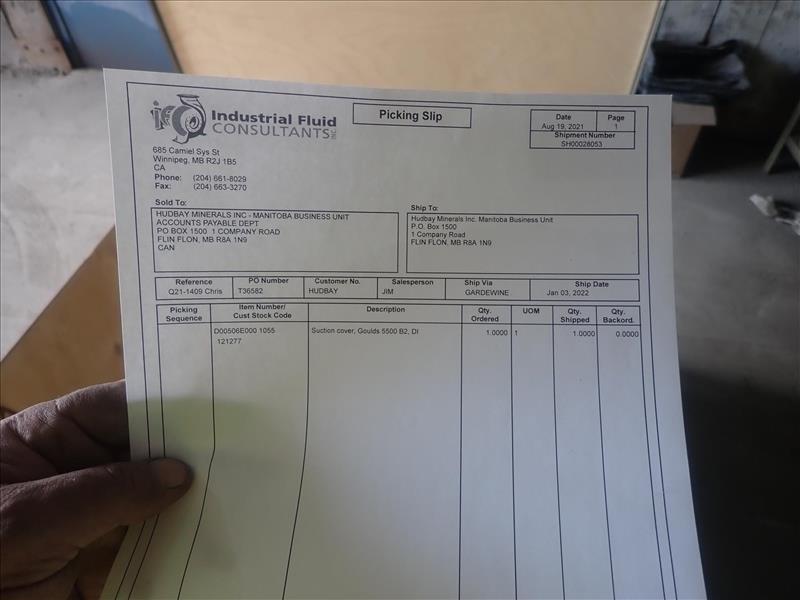 ifc Industrial Fluid
CONSULTANTS INC
Picking Slip
Date Page
Aug 19, 2021 1
Shipment Number
SH00028053
685 Camiel Sys St
Winnipeg, MB R2J 1B5
CA
Phone: (204) 661-8029
Fax: (204) 663-3270
Sold To:
HUDBAY MINERALS INC - MANITOBA BUSINESS UNIT
ACCOUNTS PAYABLE DEPT
PO BOX 1500 1 COMPANY ROAD
FLIN FLON, MB R8A 1N9
CAN
Ship To:
Hudbay Minerals Inc. Manitoba Business Unit
P.O. Box 1500
1 Company Road
FLIN FLON, MB R8A 1N9
Reference PO Number Customer No. Salesperson Ship Via Ship Date
Q21-1409 Chris T36582 HUDBAY JIM GARDEWINE Jan 03, 2022
Picking Sequence Item Number/ Cust Stock Code Description Qty. Ordered UOM Qty. Shipped Qty. Backord.
D00506E000 1055 Suction cover, Goulds 5500 B2, DI 1.0000 1 1.0000 0.0000
121277